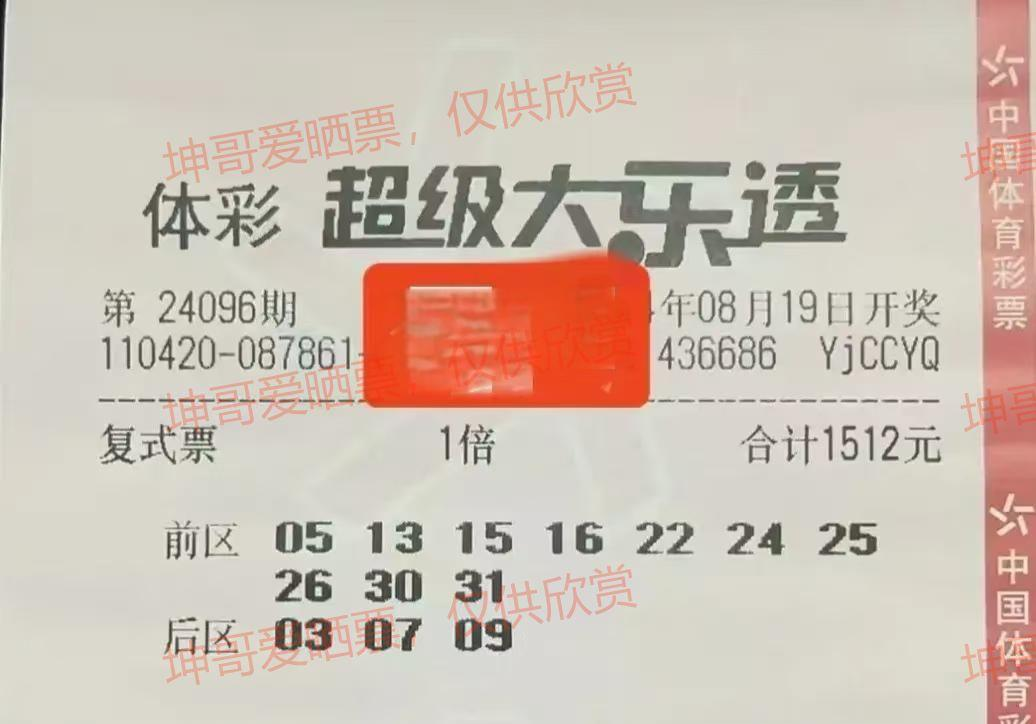 坤哥爱晒票，仅供欣赏
体彩 超级大乐透
第 24096期 年08月19日开奖
110420-087861- 436686 YjCCYQ
坤哥爱晒票，仅供欣赏
复式票 1倍 合计1512元
前区 05 13 15 16 22 24 25
26 30 31
后区 03 07 09
坤哥爱晒票，仅供欣赏
中国体育彩票
中国体育彩
坤哥
坤哥
坤